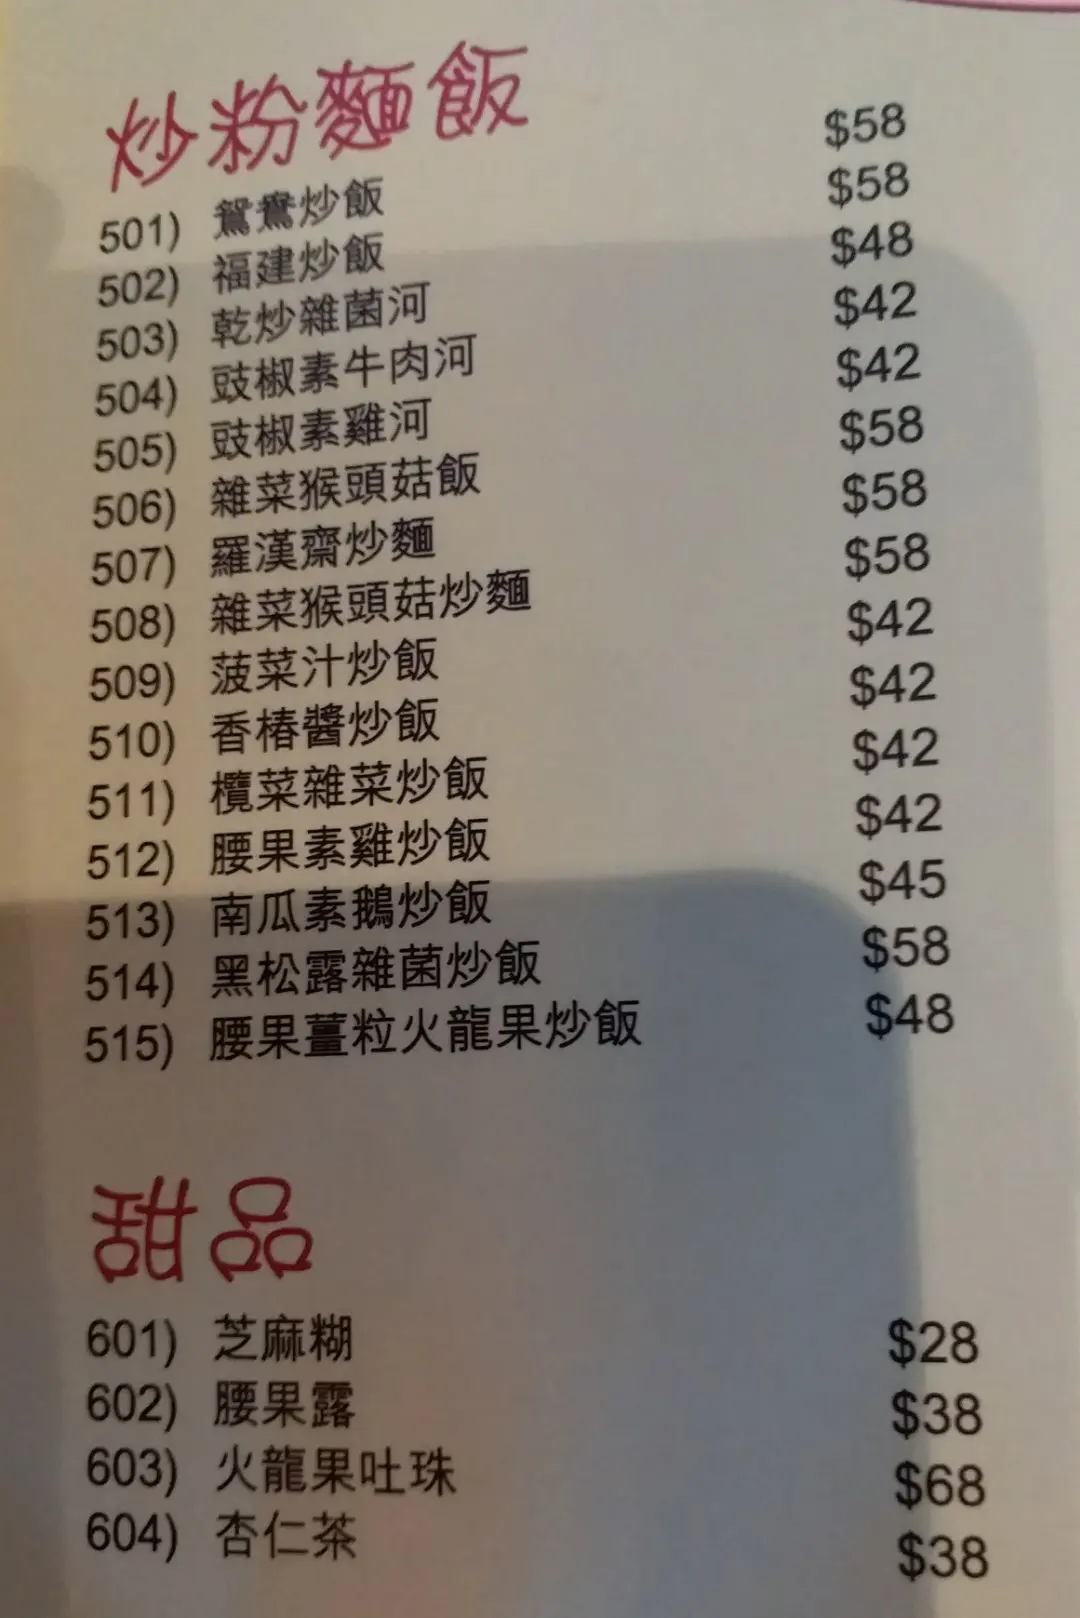 炒粉麵飯
501) 鴛鴦炒飯 $58
502) 福建炒飯 $58
503) 乾炒雜菌河 $48
504) 豉椒素牛肉河 $42
505) 豉椒素雞河 $42
506) 雜菜猴頭菇飯 $58
507) 羅漢齋炒麵 $58
508) 雜菜猴頭菇炒麵 $58
509) 菠菜汁炒飯 $42
510) 香椿醬炒飯 $42
511) 欖菜雜菜炒飯 $42
512) 腰果素雞炒飯 $42
513) 南瓜素鵝炒飯 $45
514) 黑松露雜菌炒飯 $58
515) 腰果薑粒火龍果炒飯 $48
甜品
601) 芝麻糊 $28
602) 腰果露 $38
603) 火龍果吐珠 $68
604) 杏仁茶 $38